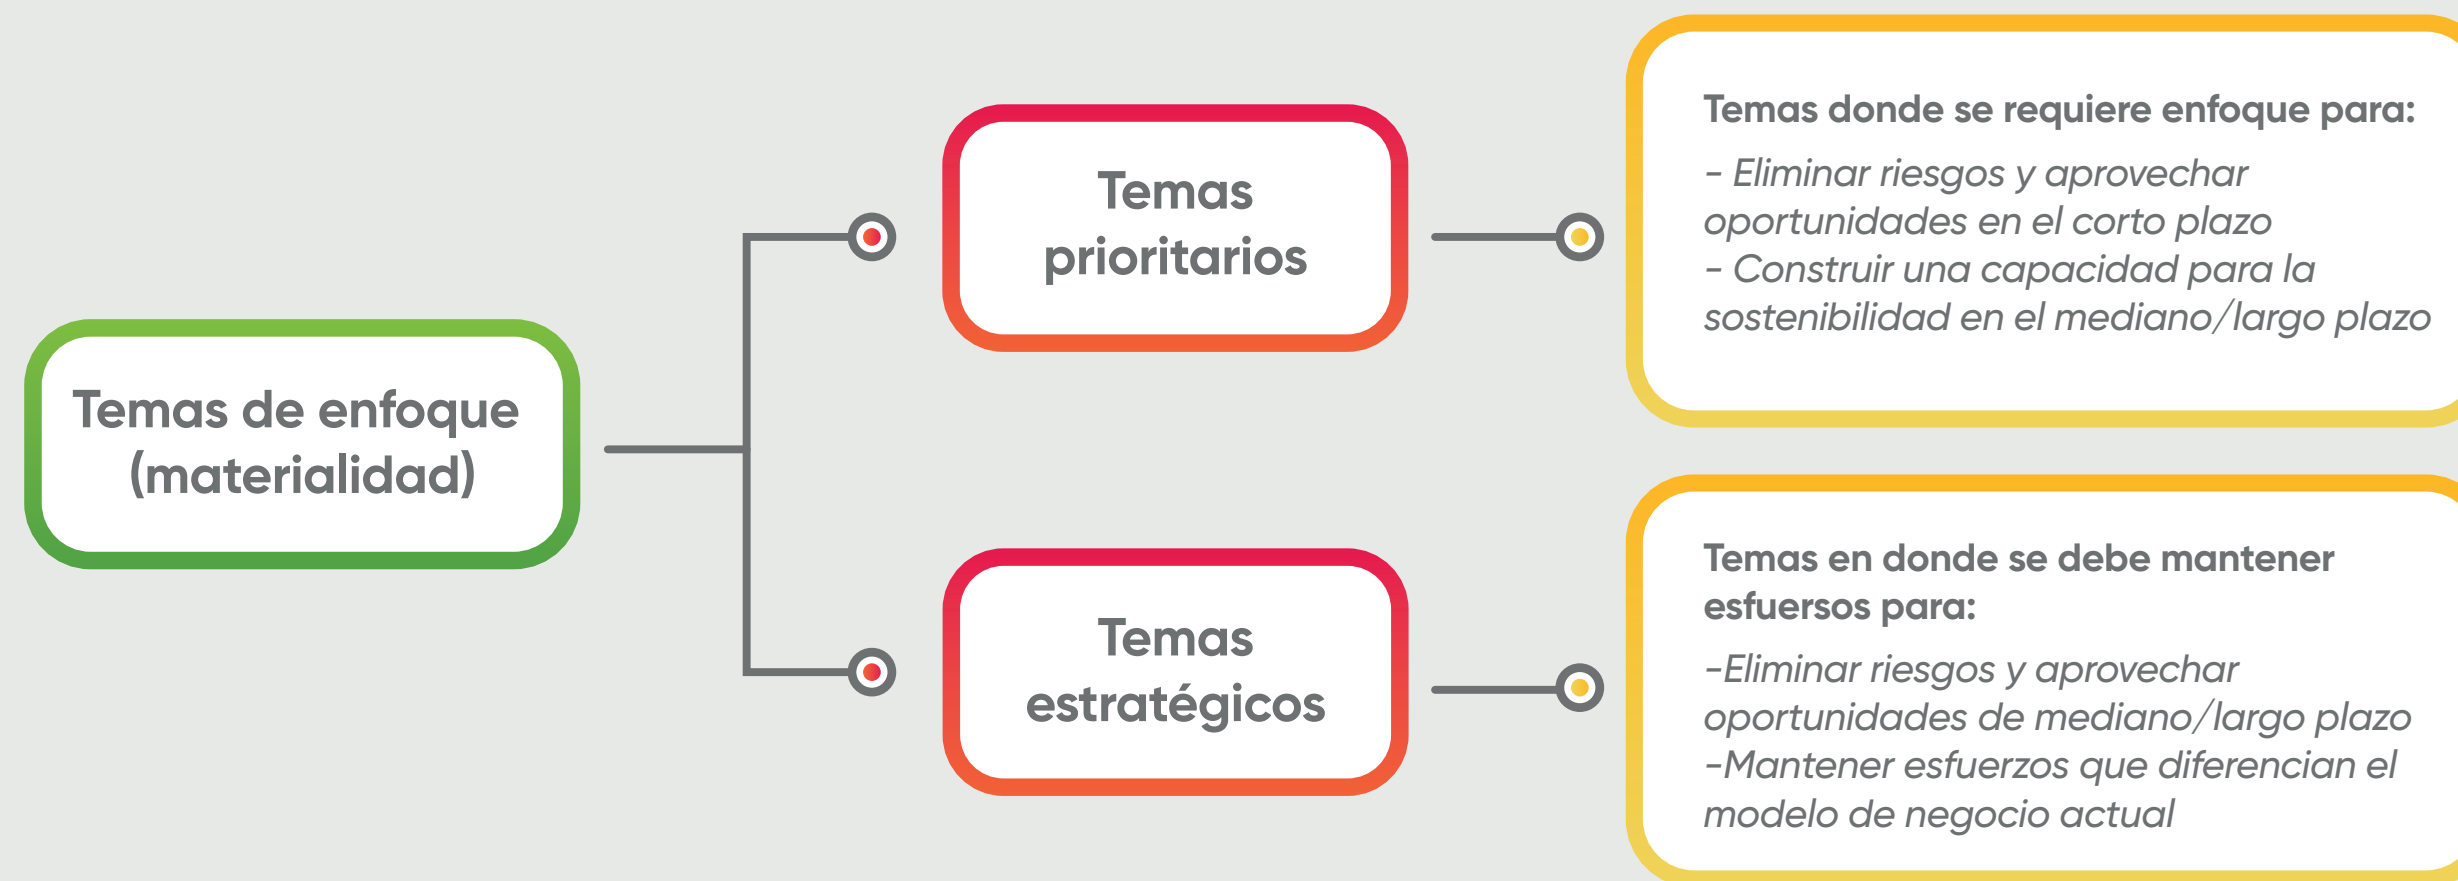 Temas de enfoque
(materialidad)
Temas
prioritarios
Temas donde se requiere enfoque para:
- Eliminar riesgos y aprovechar
oportunidades en el corto plazo
- Construir una capacidad para la
sostenibilidad en el mediano/largo plazo
Temas
estratégicos
Temas en donde se debe mantener
esfuersos para:
-Eliminar riesgos y aprovechar
oportunidades de mediano/largo plazo
-Mantener esfuerzos que diferencian el
modelo de negocio actual